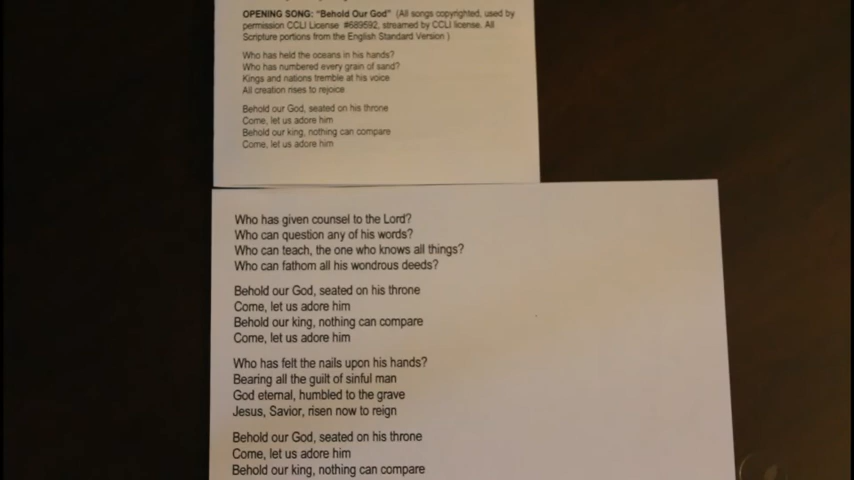 OPENING SONG: "Behold Our God" (All songs copyrighted, used by
permission CCLI License #689592, streamed by CCLI license. All
Scripture portions from the English Standard Version )
Who has held the oceans in his hands?
Who has numbered every grain of sand?
Kings and nations tremble at his voice
All creation rises to rejoice
Behold our God, seated on his throne
Come, let us adore him
Behold our king, nothing can compare
Come, let us adore him
Who has given counsel to the Lord?
Who can question any of his words?
Who can teach, the one who knows all things?
Who can fathom all his wondrous deeds?
Behold our God, seated on his throne
Come, let us adore him
Behold our king, nothing can compare
Come, let us adore him
Who has felt the nails upon his hands?
Bearing all the guilt of sinful man
God eternal, humbled to the grave
Jesus, Savior, risen now to reign
Behold our God, seated on his throne
Come, let us adore him
Behold our king, nothing can compare